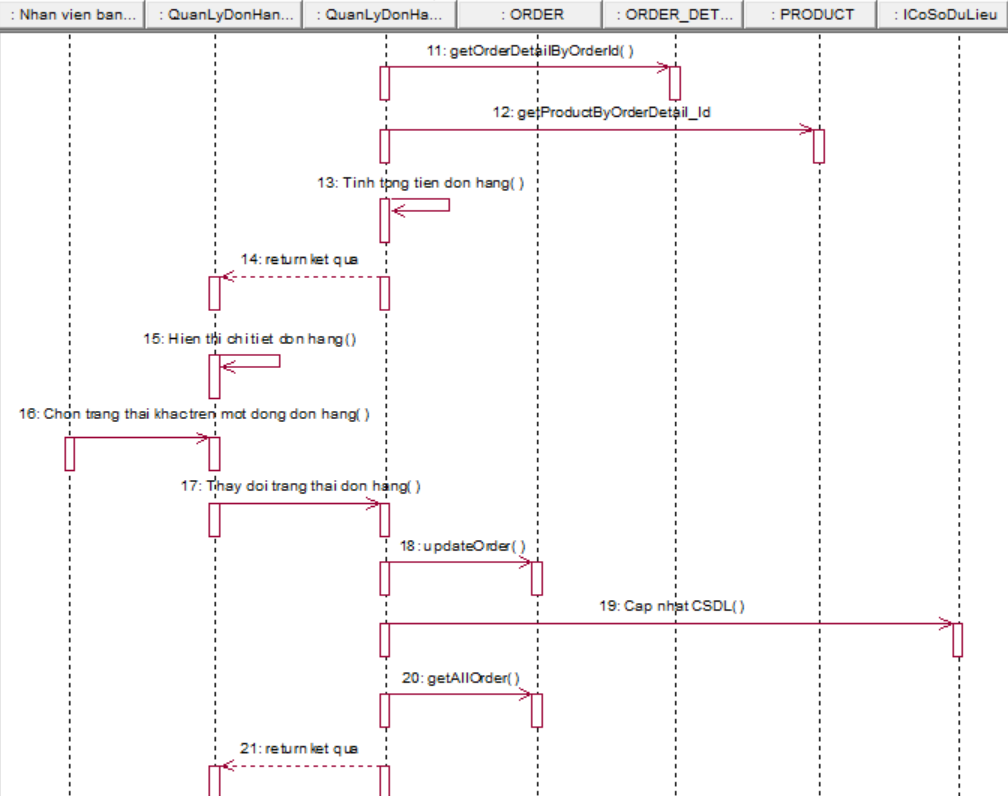 : Nhan vien ban... : QuanLyDonHan... : QuanLyDonHa... : ORDER : ORDER_DET... : PRODUCT : ICoSoDuLieu
11: getOrderDetailByOrderId( )
12: getProductByOrderDetail_Id
13: Tinh tong tien don hang( )
14: return ket qua
15: Hien thi chi tiet don hang()
16: Chon trang thai khac tren mot dong don hang( )
17: Thay doi trang thai don hang( )
18: updateOrder( )
19: Cap nhat CSDL( )
20: getAllOrder( )
21: return ket qua